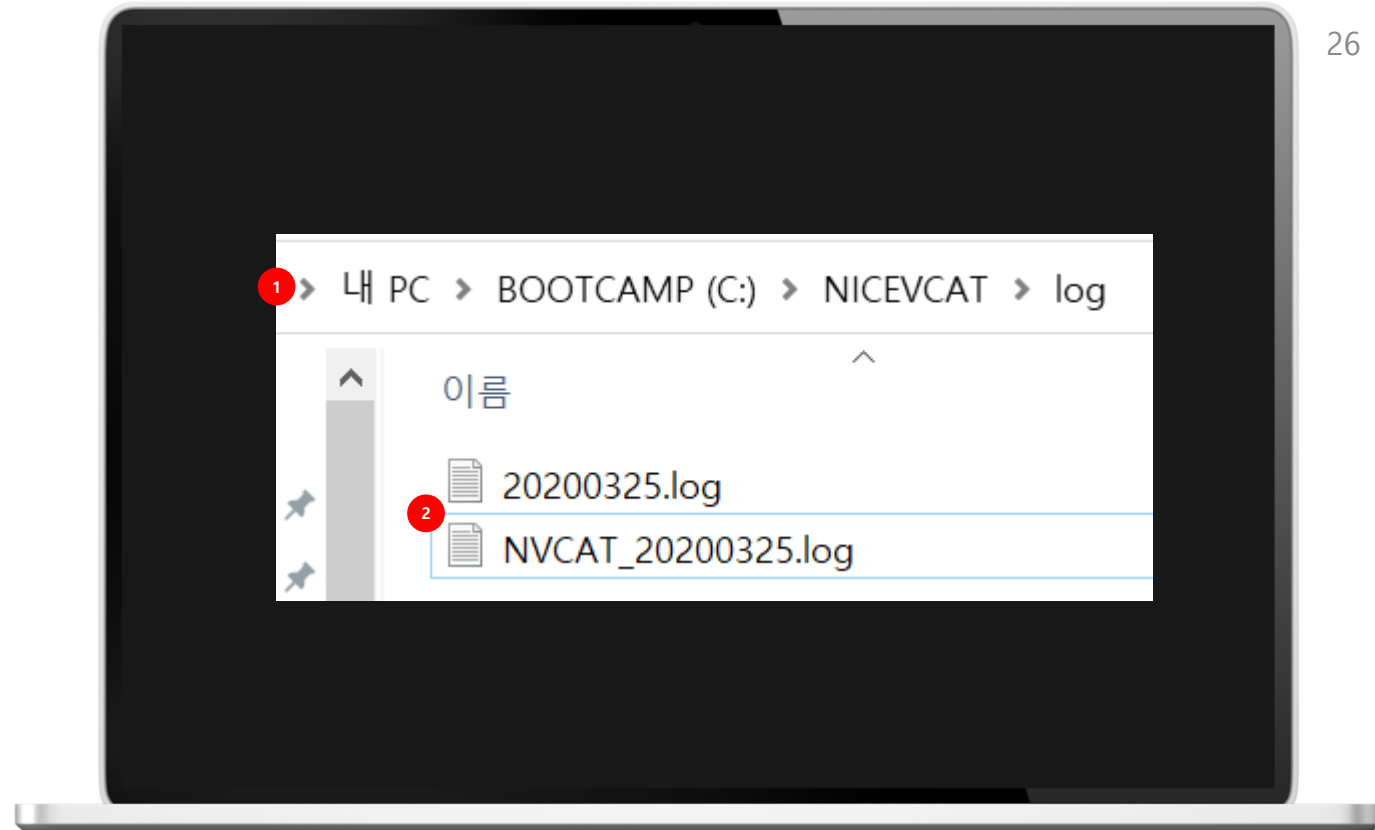 26
1 > 내 PC > BOOTCAMP (C:) > NICEVCAT > log
이름
20200325.log
2
NVCAT_20200325.log